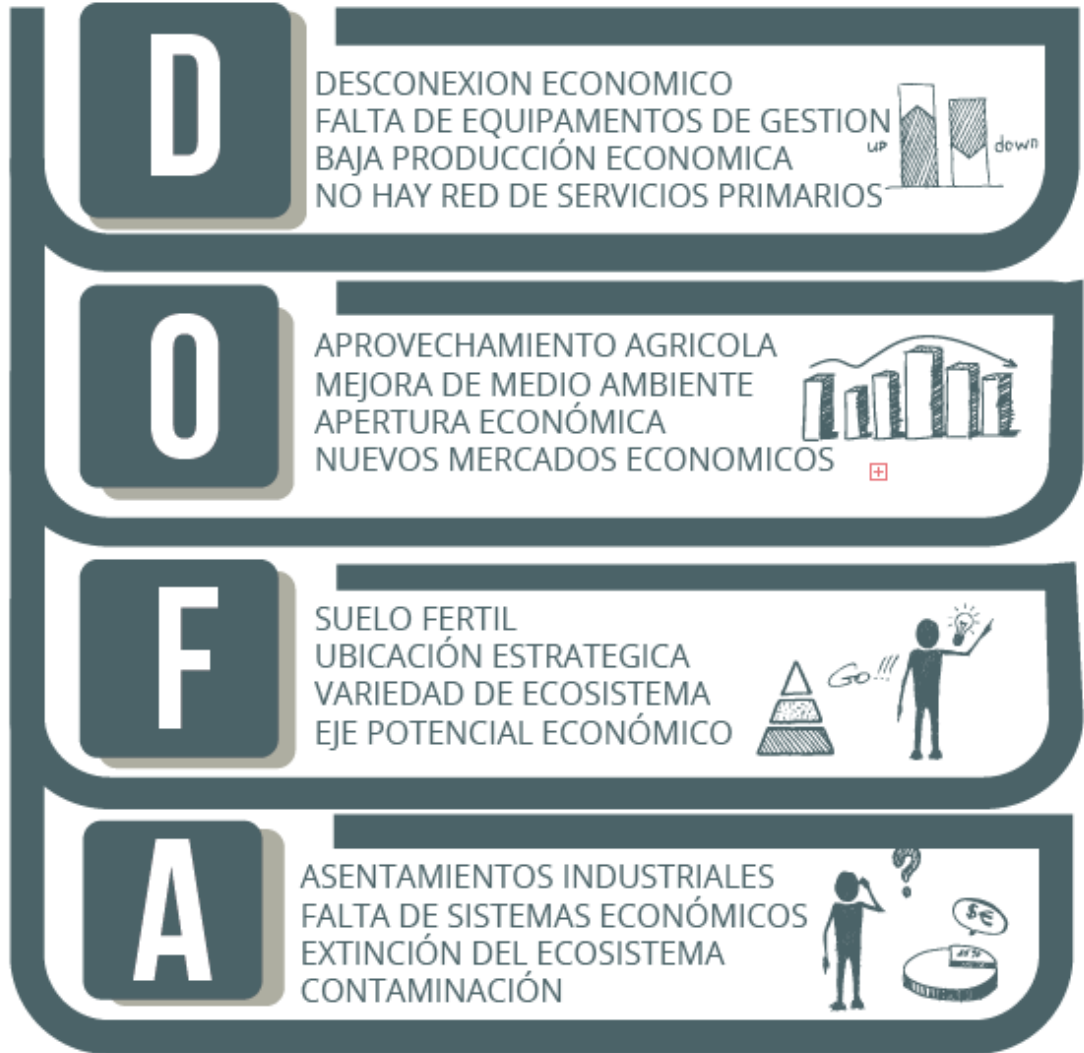 D
DESCONEXION ECONOMICO
FALTA DE EQUIPAMENTOS DE GESTION
BAJA PRODUCCIÓN ECONOMICA
NO HAY RED DE SERVICIOS PRIMARIOS
UP
down
O
APROVECHAMIENTO AGRICOLA
MEJORA DE MEDIO AMBIENTE
APERTURA ECONÓMICA
NUEVOS MERCADOS ECONOMICOS
F
SUELO FERTIL
UBICACIÓN ESTRATEGICA
VARIEDAD DE ECOSISTEMA
EJE POTENCIAL ECONÓMICO
Go!!!
A
ASENTAMIENTOS INDUSTRIALES
FALTA DE SISTEMAS ECONÓMICOS
EXTINCIÓN DEL ECOSISTEMA
CONTAMINACIÓN
?
$€